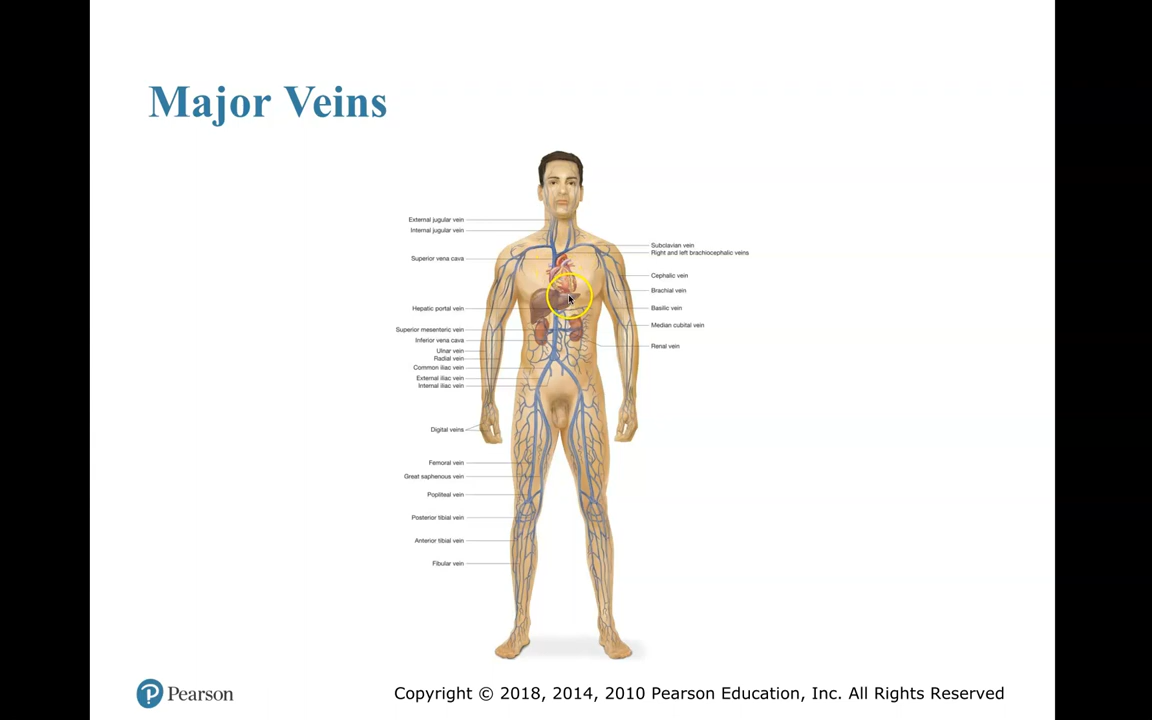 Major Veins
External jugular vein
Internal jugular vein
Superior vena cava
Hepatic portal vein
Superior mesenteric vein
Inferior vena cava
Ulnar vein
Radial vein
Common iliac vein
External iliac vein
Internal iliac vein
Digital veins
Femoral vein
Great saphenous vein
Popliteal vein
Posterior tibial vein
Anterior tibial vein
Fibular vein
Subclavian vein
Right and left brachiocephalic veins
Cephalic vein
Brachial vein
Basilic vein
Median cubital vein
Renal vein
P Pearson
Copyright © 2018, 2014, 2010 Pearson Education, Inc. All Rights Reserved